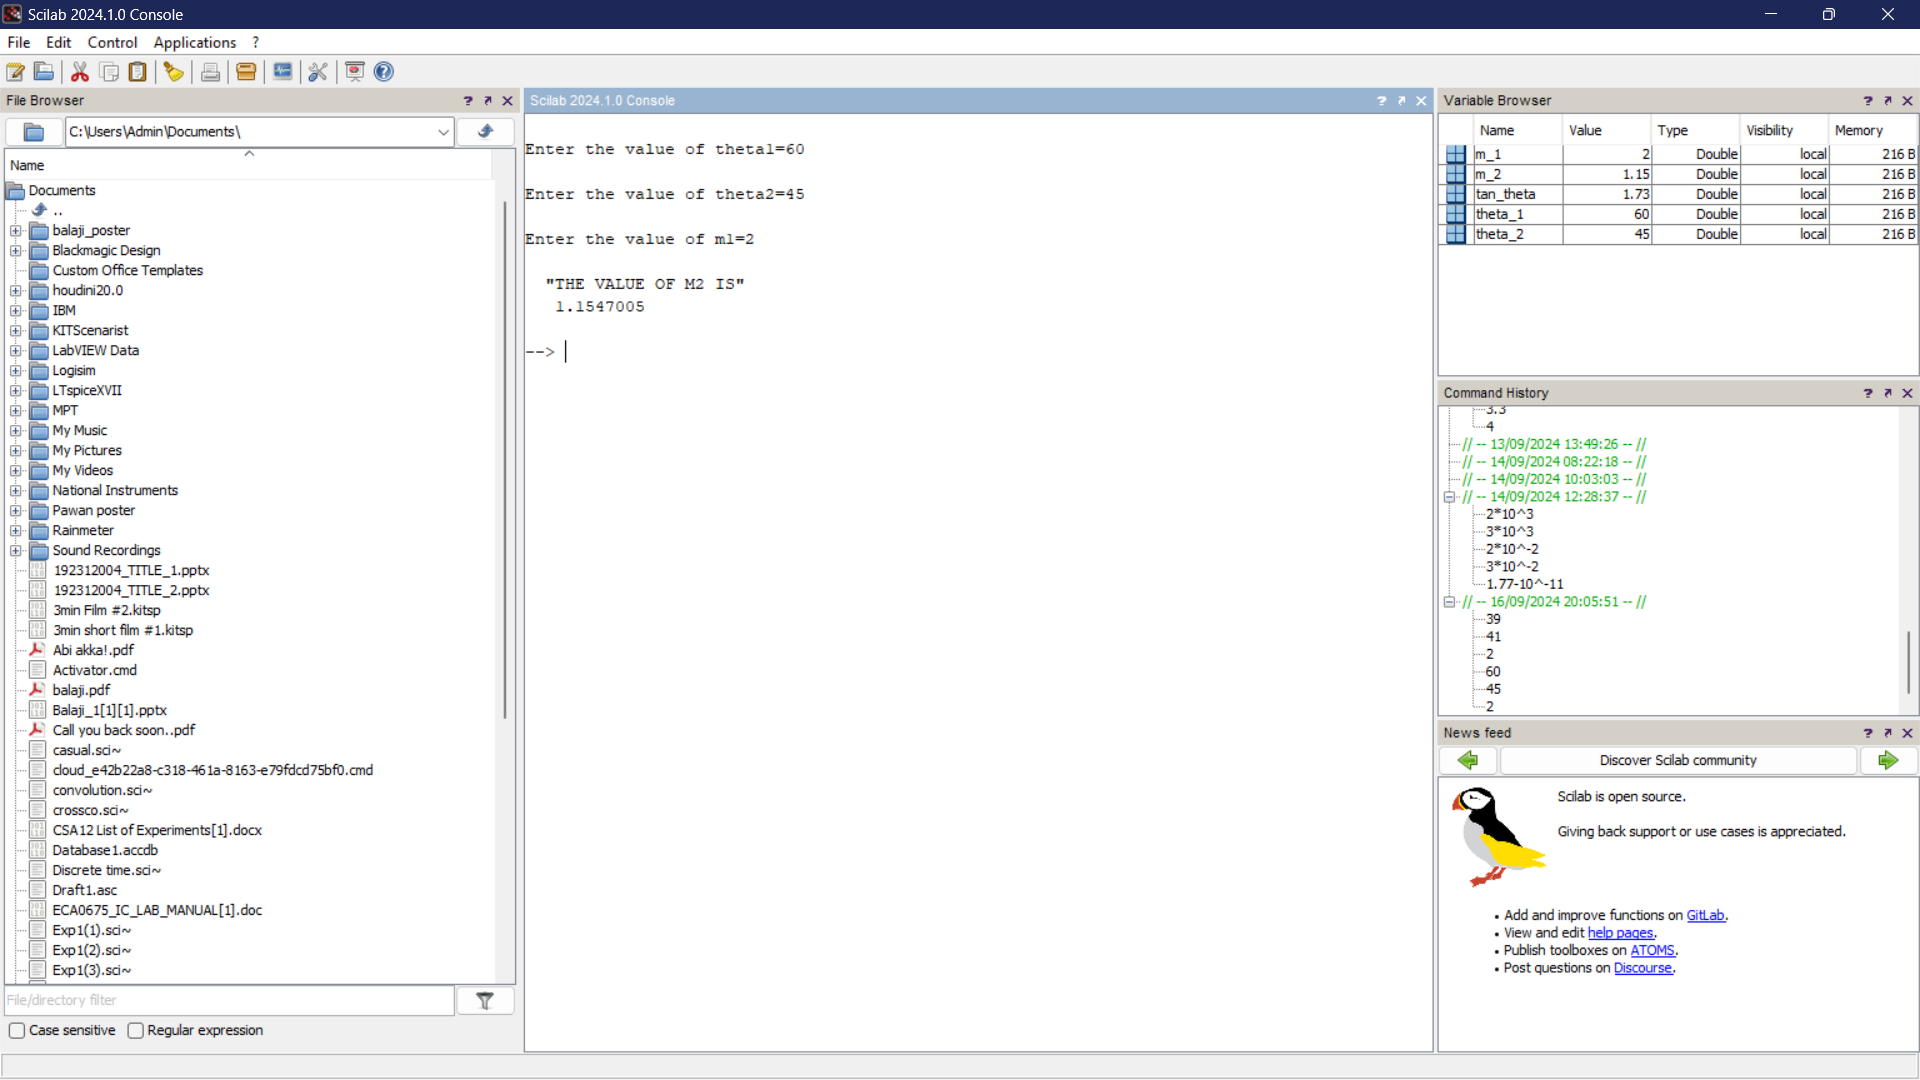 Scilab 2024.1.0 Console
File Edit Control Applications ?
File Browser
C:\Users\Admin\Documents\
Name
Documents
..
balaji_poster
Blackmagic Design
Custom Office Templates
houdini20.0
IBM
KITScenarist
LabVIEW Data
Logisim
LTspiceXVII
MPT
My Music
My Pictures
My Videos
National Instruments
Pawan poster
Rainmeter
Sound Recordings
192312004_TITLE_1.pptx
192312004_TITLE_2.pptx
3min Film #2.kitsp
3min short film #1.kitsp
Abi akka!.pdf
Activator.cmd
balaji.pdf
Balaji_1[1][1].pptx
Call you back soon..pdf
casual.sci~
cloud_e42b22a8-c318-461a-8163-e79fdcd75bf0.cmd
convolution.sci~
crossco.sci~
CSA12 List of Experiments[1].docx
Database1.accdb
Discrete time.sci~
Draft1.asc
ECA0675_IC_LAB_MANUAL[1].doc
Exp1(1).sci~
Exp1(2).sci~
Exp1(3).sci~
File/directory filter
Case sensitive Regular expression
Scilab 2024.1.0 Console
Enter the value of theta1=60
Enter the value of theta2=45
Enter the value of m1=2
"THE VALUE OF M2 IS"
1.1547005
-->
Variable Browser
Name Value Type Visibility Memory
m_1 2 Double local 216 B
m_2 1.15 Double local 216 B
tan_theta 1.73 Double local 216 B
theta_1 60 Double local 216 B
theta_2 45 Double local 216 B
Command History
3.3
4
// -- 13/09/2024 13:49:26 -- //
// -- 14/09/2024 08:22:18 -- //
// -- 14/09/2024 10:03:03 -- //
// -- 14/09/2024 12:28:37 -- //
2*10^3
3*10^3
2*10^-2
3*10^-2
1.77-10^-11
// -- 16/09/2024 20:05:51 -- //
39
41
2
60
45
2
News feed
Discover Scilab community
Scilab is open source.
Giving back support or use cases is appreciated.
• Add and improve functions on GitLab.
• View and edit help pages.
• Publish toolboxes on ATOMS.
• Post questions on Discourse.